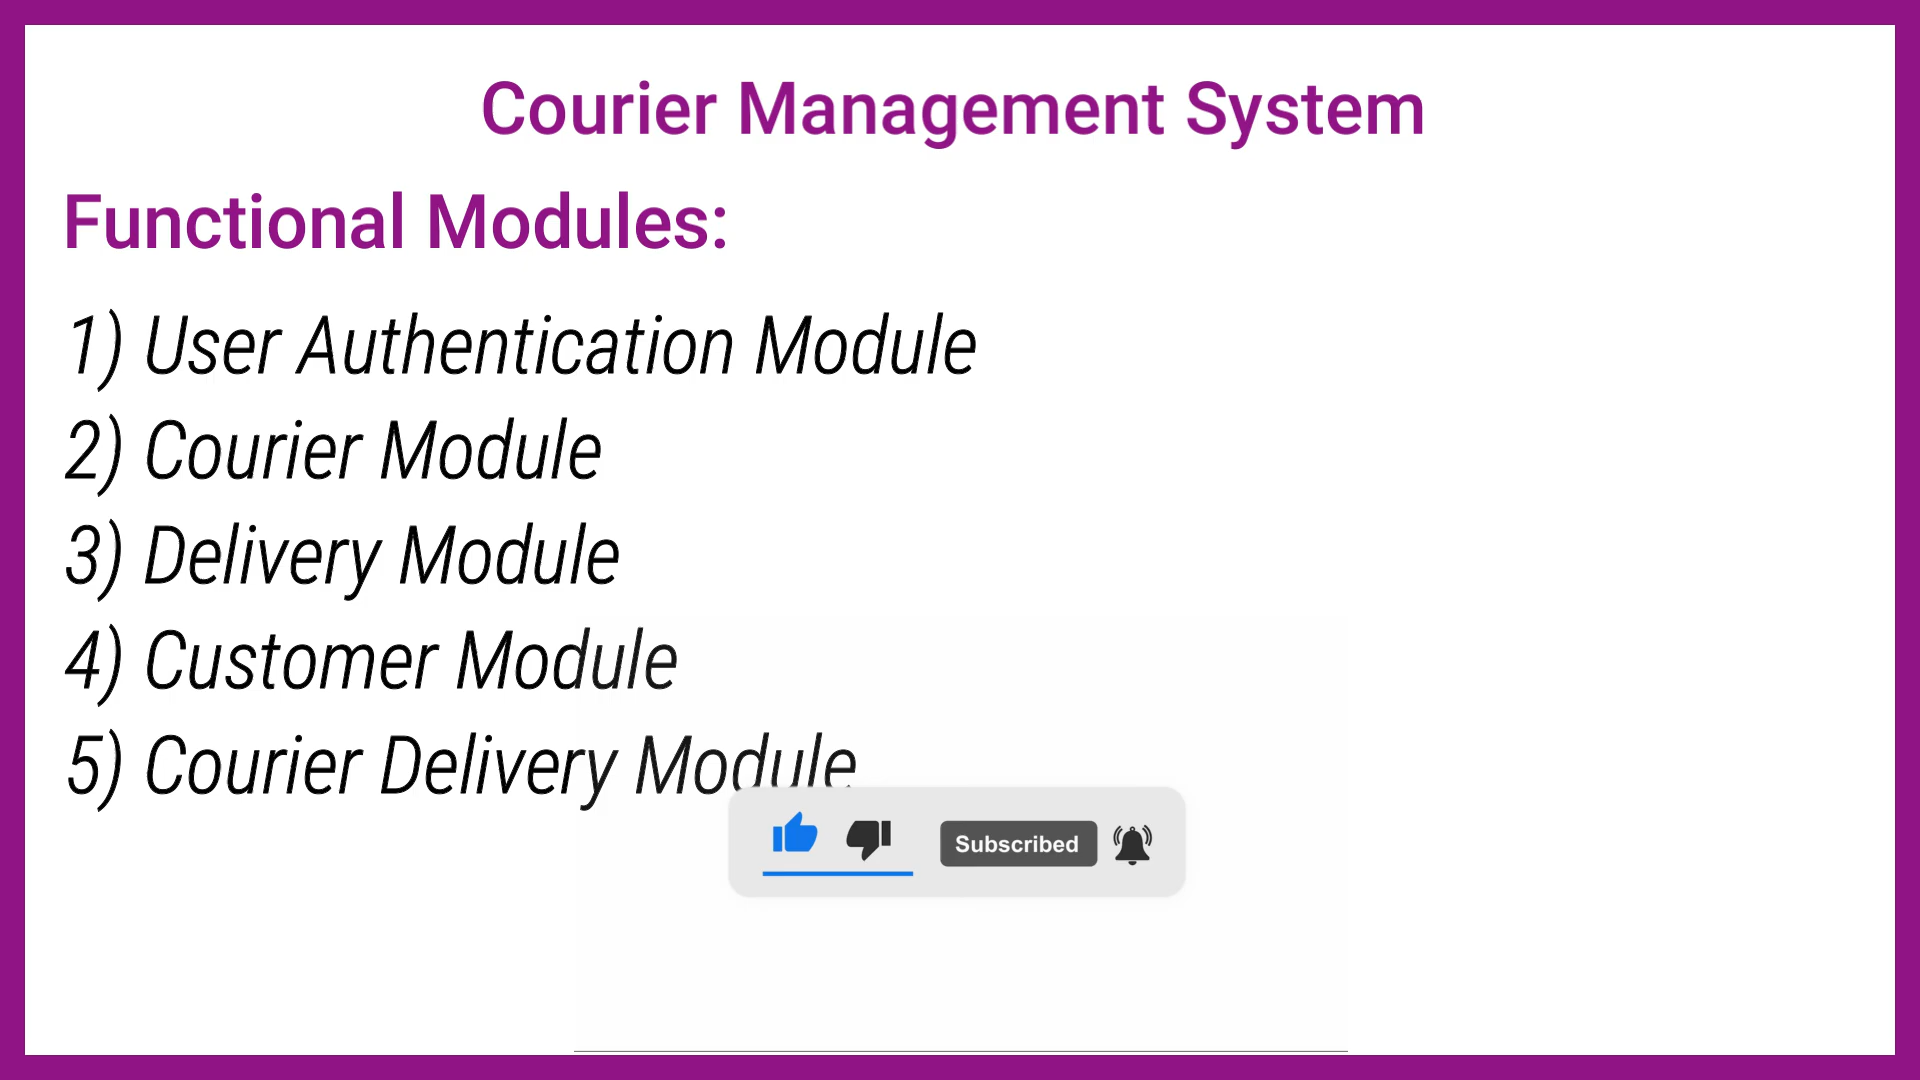 Courier Management System
Functional Modules:
1) User Authentication Module
2) Courier Module
3) Delivery Module
4) Customer Module
5) Courier Delivery Module
Subscribed